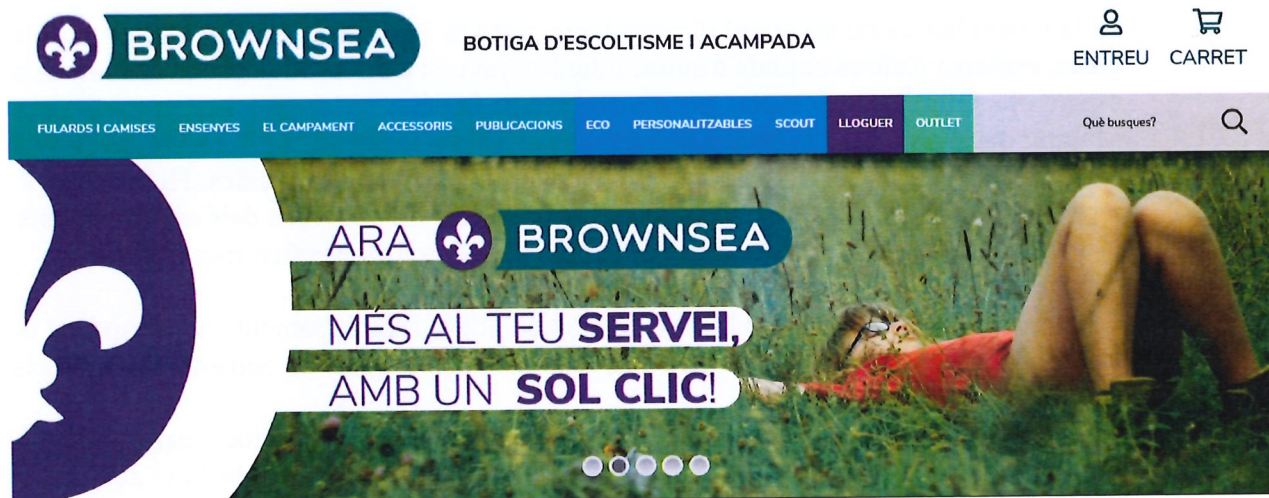 BROWNSEA
BOTIGA D'ESCOLTISME I ACAMPADA
ENTREU CARRET
FULARDS I CAMISES ENSENYES EL CAMPAMENT ACCESSORIS PUBLICACIONS ECO PERSONALITZABLES SCOUT LLOGUER OUTLET Què busques?
ARA BROWNSEA
MÉS AL TEU SERVEI,
AMB UN SOL CLIC!